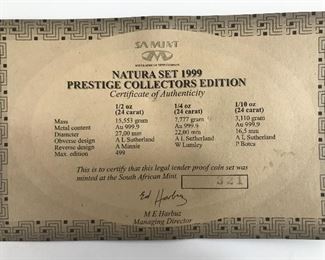 SA MINT
NATURA SET 1999
PRESTIGE COLLECTORS EDITION
Certificate of Authenticity
1/2 oz 1/4 oz 1/10 oz
(24 carat) (24 carat) (24 carat)
Mass 15,553 gram 7,777 gram 3,110 gram
Metal content Au 999.9 Au 999.9 Au 999.9
Diameter 27,00 mm 22,00 mm 16,5 mm
Obverse design A L Sutherland A L Sutherland A L Sutherland
Reverse design A Minnie W Lumley P Botes
Max. edition 499
This is to certify that this legal tender proof coin set was
minted at the South African Mint.
M E Harbuz
Managing Director